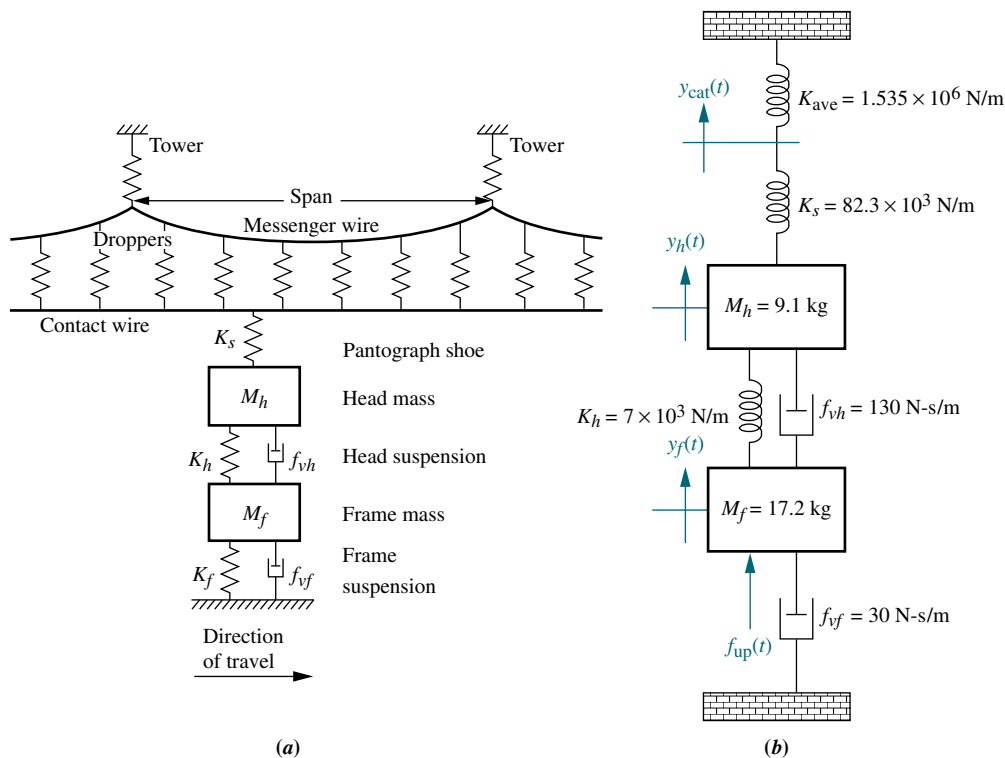 Tower
Tower
Span
Messenger wire
Droppers
Contact wire
K_s
Pantograph shoe
M_h
Head mass
K_h
f_vh
Head suspension
M_f
Frame mass
K_f
f_vf
Frame
suspension
Direction
of travel
(a)
y_cat(t)
K_ave = 1.535 × 10^6 N/m
K_s = 82.3 × 10^3 N/m
y_h(t)
M_h = 9.1 kg
K_h = 7 × 10^3 N/m
f_vh = 130 N-s/m
y_f(t)
M_f = 17.2 kg
f_vf = 30 N-s/m
f_up(t)
(b)